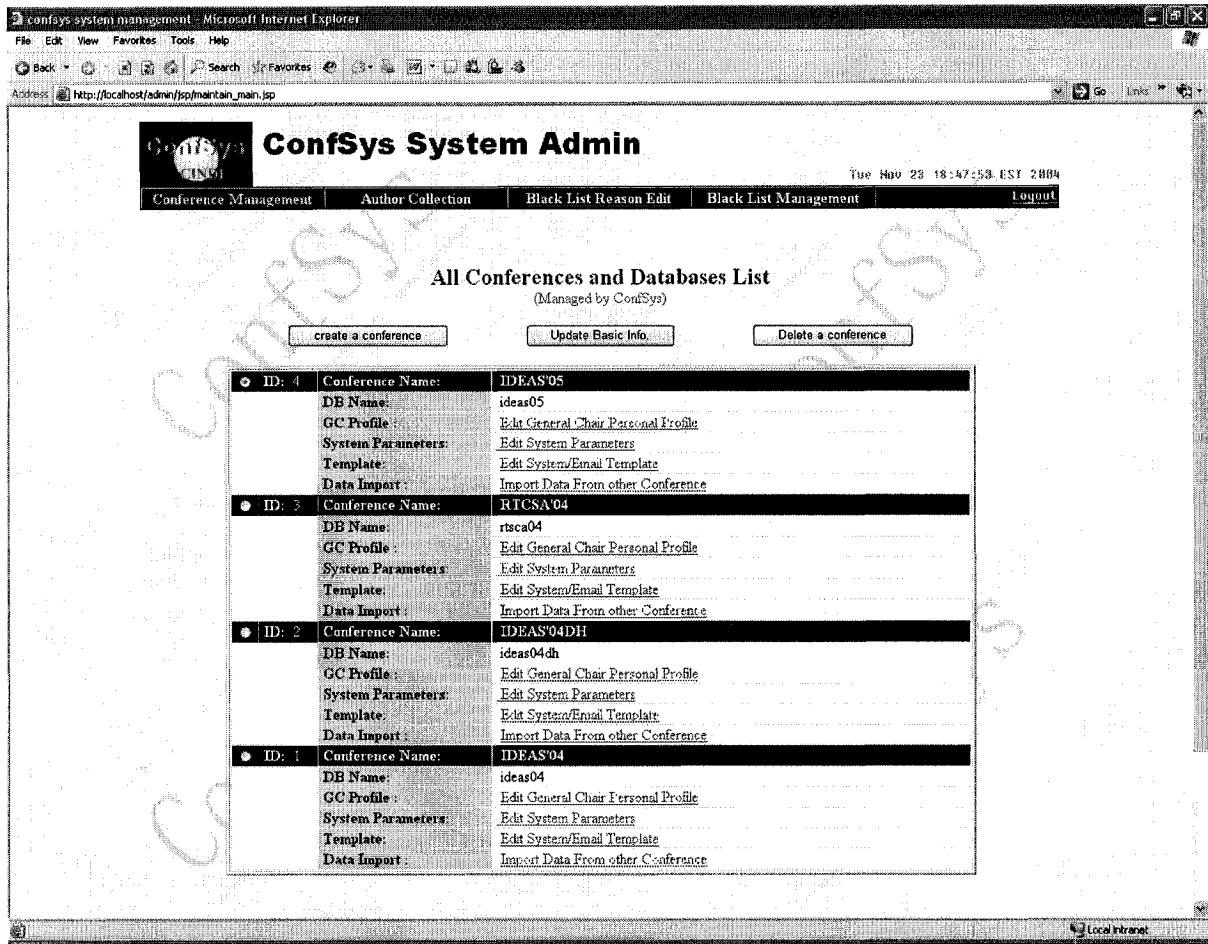 confsys system management - Microsoft Internet Explorer
File Edit View Favorites Tools Help
Back Search Favorites
Address http://localhost/admin/jsp/maintain_main.jsp Go Links
ConfSys ConfSys System Admin
CINDI
Tue Nov 23 18:47:53 EST 2004
Conference Management Author Collection Black List Reason Edit Black List Management Logout
All Conferences and Databases List
(Managed by ConfSys)
create a conference Update Basic Info. Delete a conference
ID: 4 Conference Name: IDEAS'05
DB Name: ideas05
GC Profile : Edit General Chair Personal Profile
System Parameters: Edit System Parameters
Template: Edit System/Email Template
Data Import : Import Data From other Conference
ID: 3 Conference Name: RTCSA'04
DB Name: rtsca04
GC Profile : Edit General Chair Personal Profile
System Parameters: Edit System Parameters
Template: Edit System/Email Template
Data Import : Import Data From other Conference
ID: 2 Conference Name: IDEAS'04DH
DB Name: ideas04dh
GC Profile : Edit General Chair Personal Profile
System Parameters: Edit System Parameters
Template: Edit System/Email Template
Data Import : Import Data From other Conference
ID: 1 Conference Name: IDEAS'04
DB Name: ideas04
GC Profile : Edit General Chair Personal Profile
System Parameters: Edit System Parameters
Template: Edit System/Email Template
Data Import : Import Data From other Conference
ConfSys
ConfSys
Local intranet